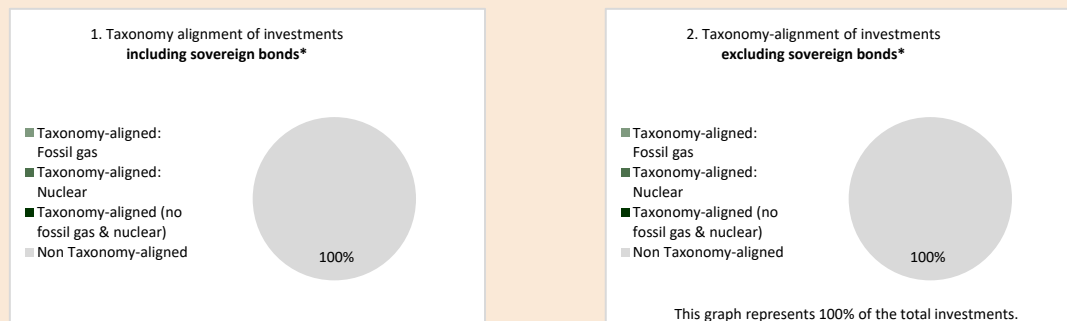 1. Taxonomy alignment of investments
including sovereign bonds*
Taxonomy-aligned:
Fossil gas
Taxonomy-aligned:
Nuclear
Taxonomy-aligned (no
fossil gas & nuclear)
Non Taxonomy-aligned
100%
2. Taxonomy-alignment of investments
excluding sovereign bonds*
Taxonomy-aligned:
Fossil gas
Taxonomy-aligned:
Nuclear
Taxonomy-aligned (no
fossil gas & nuclear)
Non Taxonomy-aligned
100%
This graph represents 100% of the total investments.